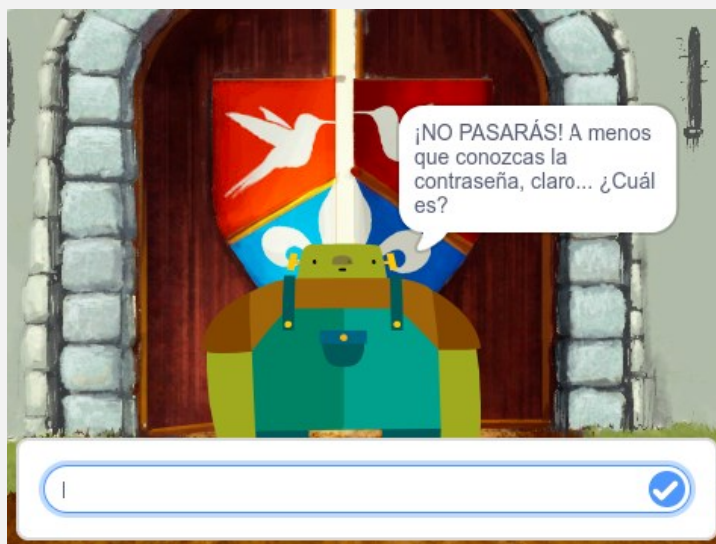 ¡NO PASARÁS! A menos
que conozcas la
contraseña, claro... ¿Cuál
es?